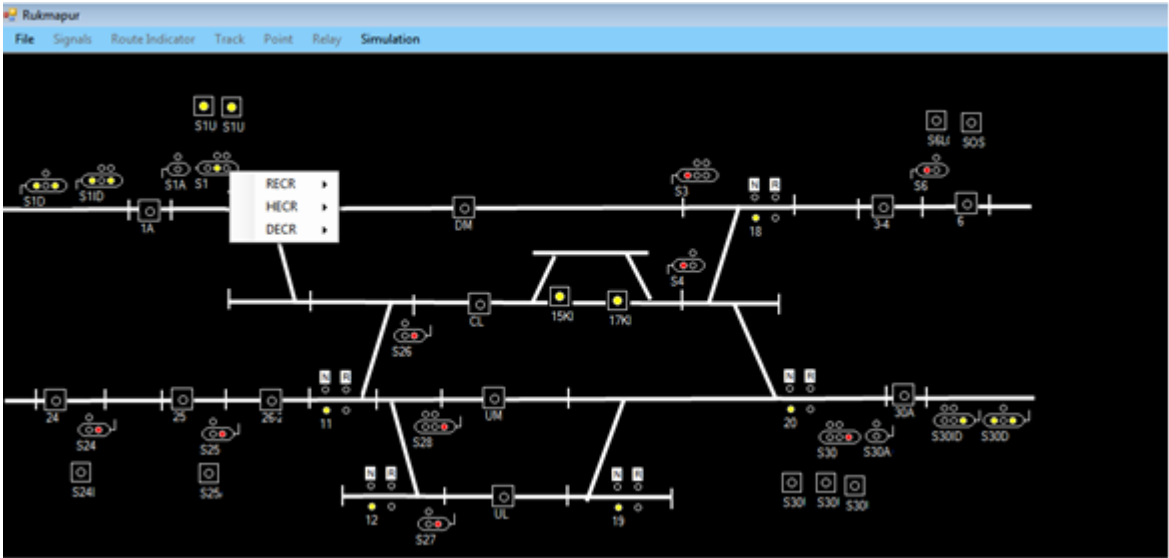 Rukmapur
File Signals Route Indicator Track Point Relay Simulation
S1U S1U
S6L( SOS
S1D S1ID S1A S1
S3
S6
RECR
HECR
DECR
N R
1A
DM
18
3-4
6
S4
CL
15KI
17KI
S26
N R
N R
24
25
26-2
11
UM
20
30A
S24
S25
S28
S30 S30A S30ID S30D
S24I
S25
N R
N R
S30I S30I S30I
12
UL
19
S27